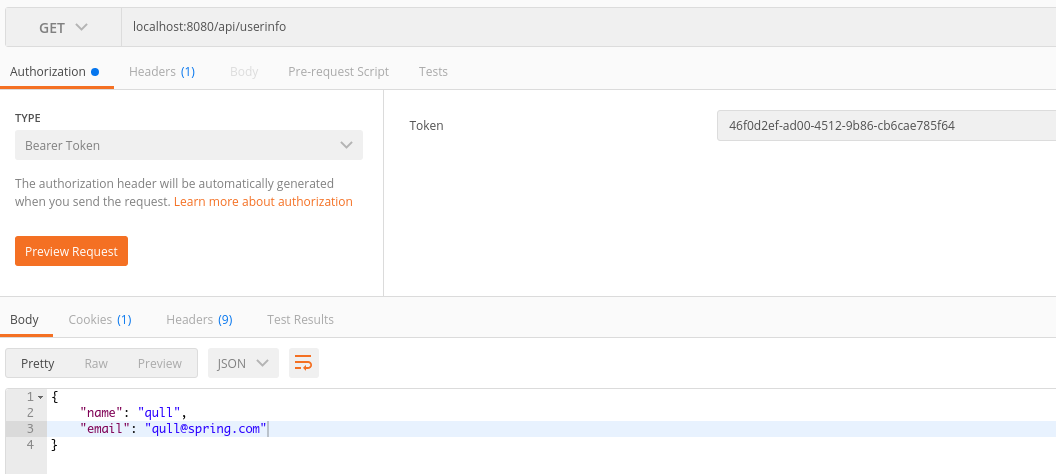 GET localhost:8080/api/userinfo
Authorization Headers (1) Body Pre-request Script Tests
TYPE
Bearer Token
The authorization header will be automatically generated
when you send the request. Learn more about authorization
Preview Request
Token 46f0d2ef-ad00-4512-9b86-cb6cae785f64
Body Cookies (1) Headers (9) Test Results
Pretty Raw Preview JSON
1 {
2 "name": "qull",
3 "email": "qull@spring.com"
4 }